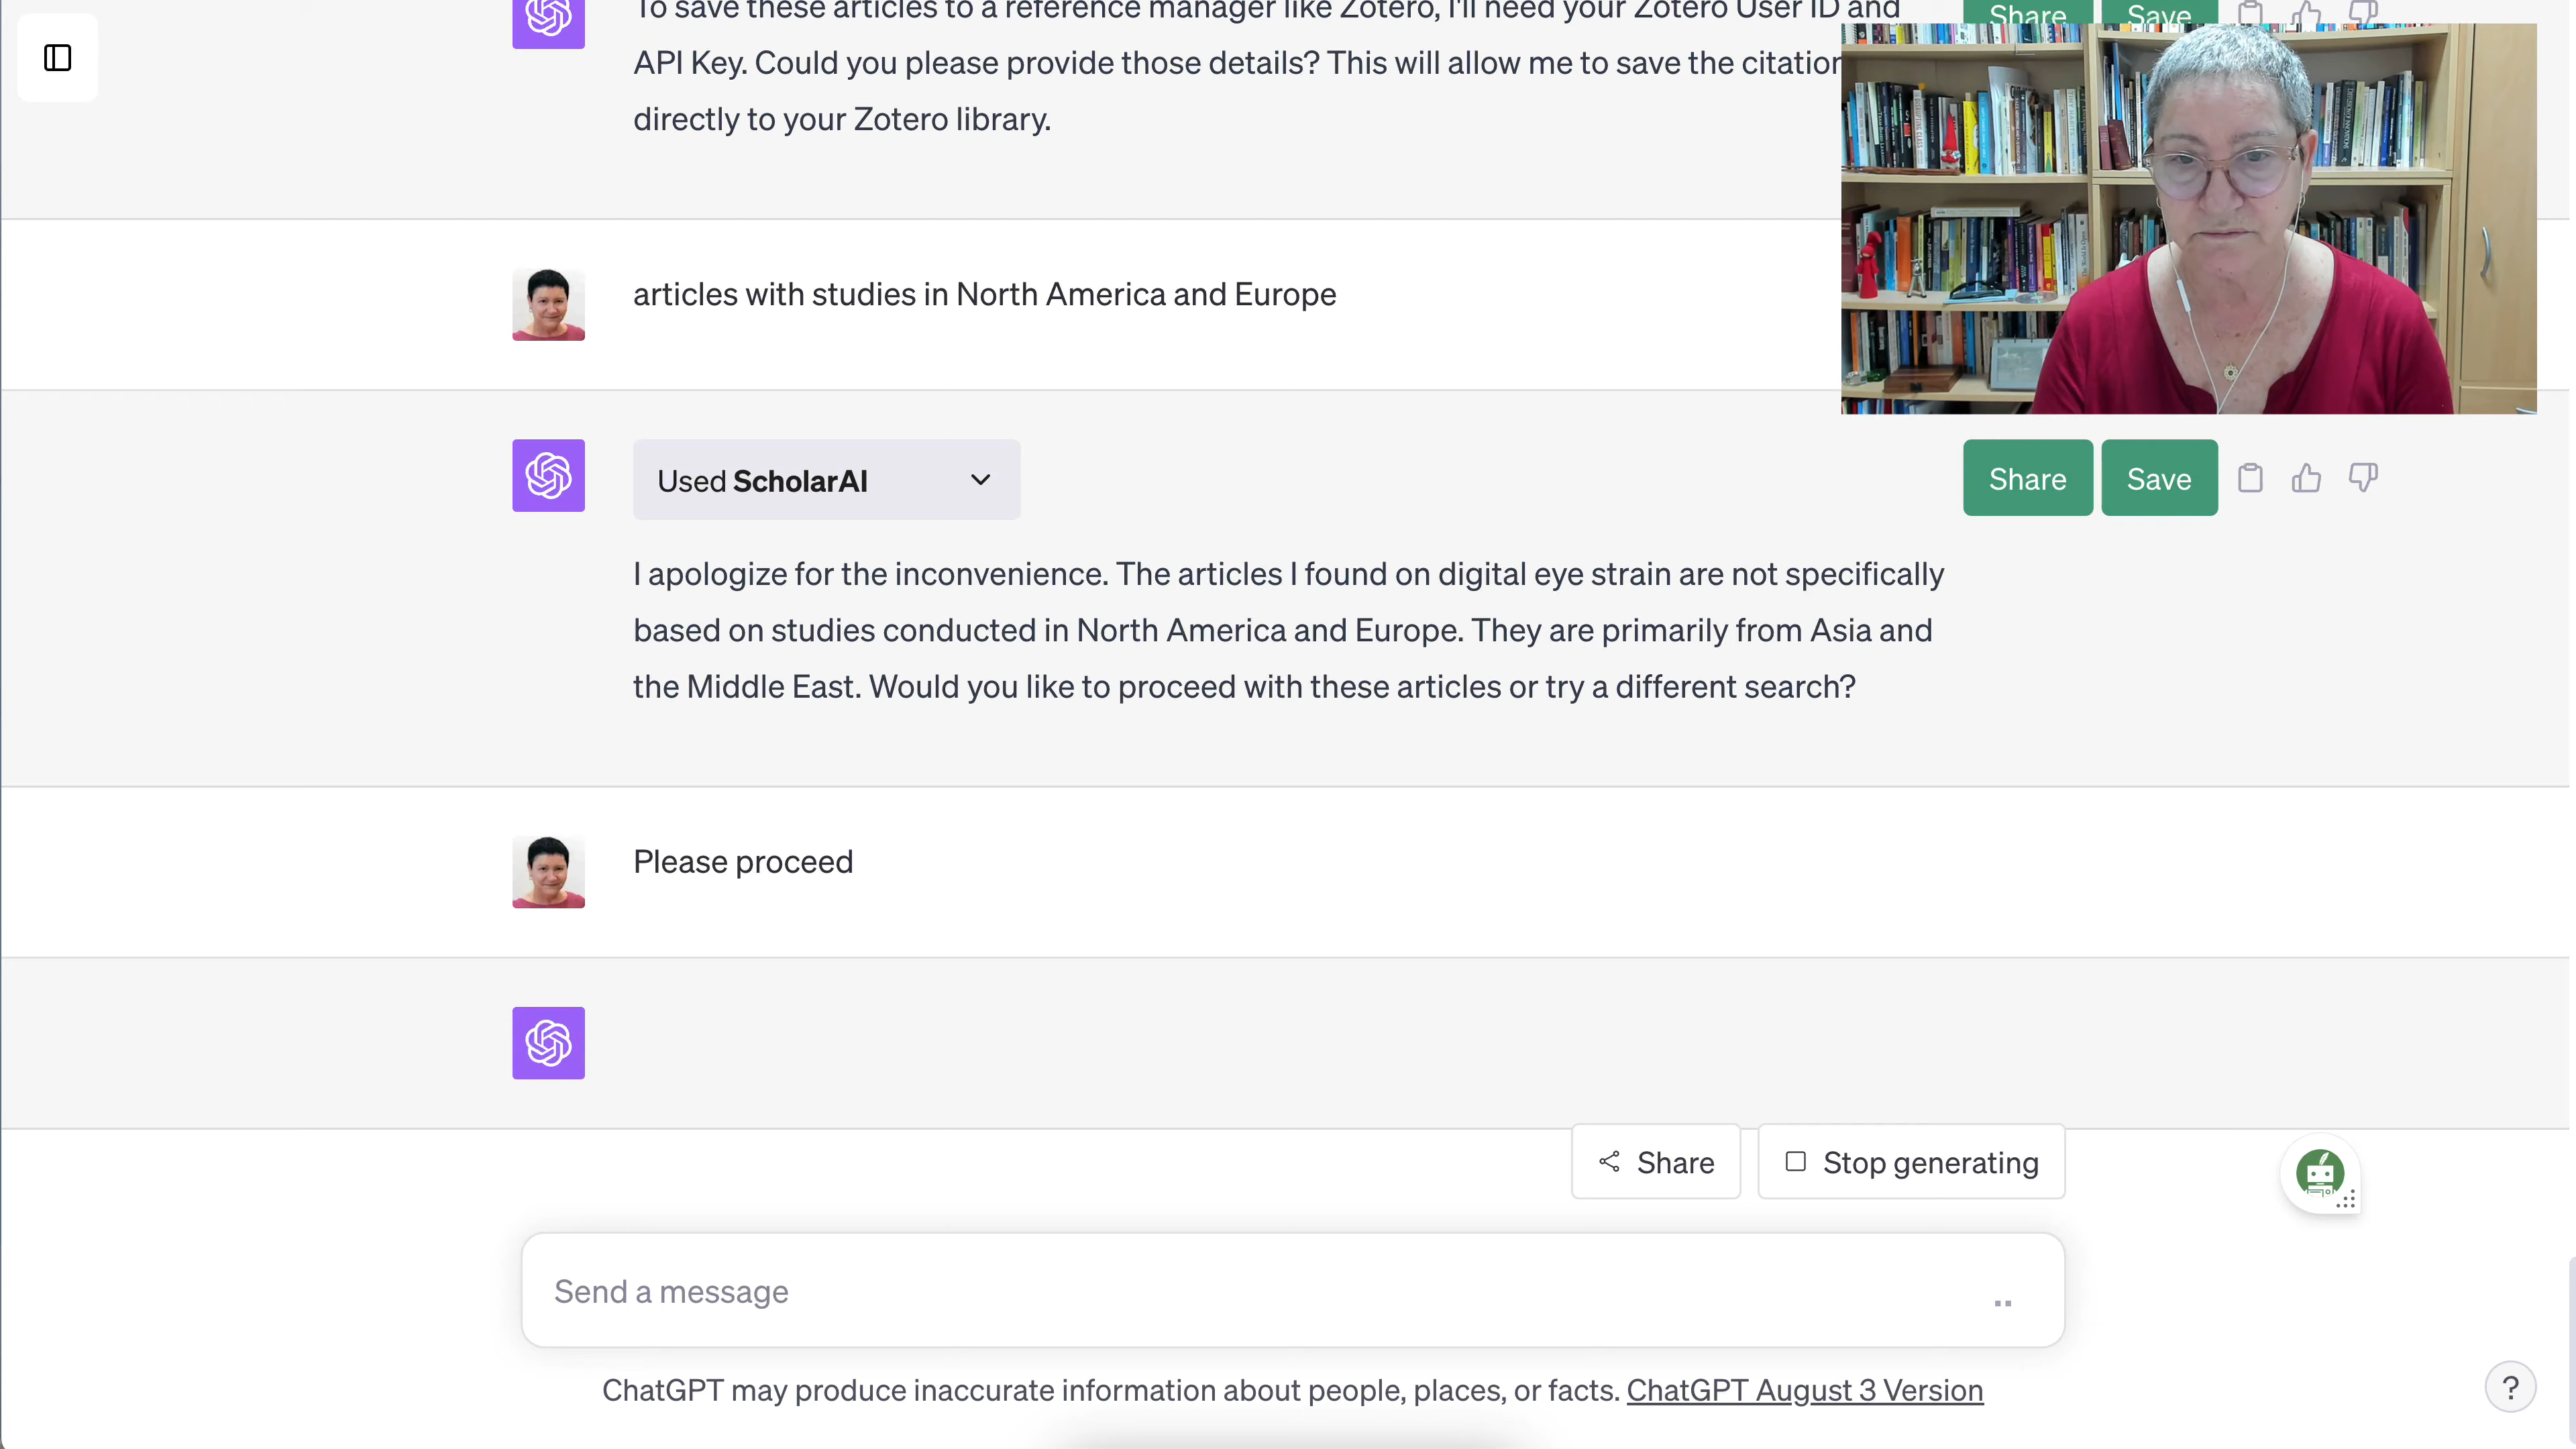 To save these articles to a reference manager like Zotero, I'll need your Zotero User ID and
Share Save
API Key. Could you please provide those details? This will allow me to save the citation
directly to your Zotero library.
articles with studies in North America and Europe
Used ScholarAI
Share Save
I apologize for the inconvenience. The articles I found on digital eye strain are not specifically
based on studies conducted in North America and Europe. They are primarily from Asia and
the Middle East. Would you like to proceed with these articles or try a different search?
Please proceed
Share Stop generating
Send a message
ChatGPT may produce inaccurate information about people, places, or facts. ChatGPT August 3 Version
?